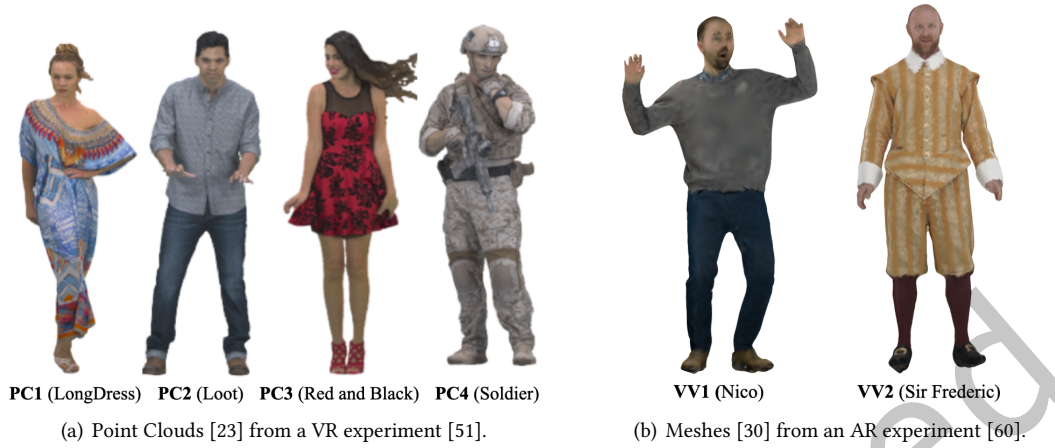 PC1 (LongDress) PC2 (Loot) PC3 (Red and Black) PC4 (Soldier)
(a) Point Clouds [23] from a VR experiment [51].
VV1 (Nico) VV2 (Sir Frederic)
(b) Meshes [30] from an AR experiment [60].